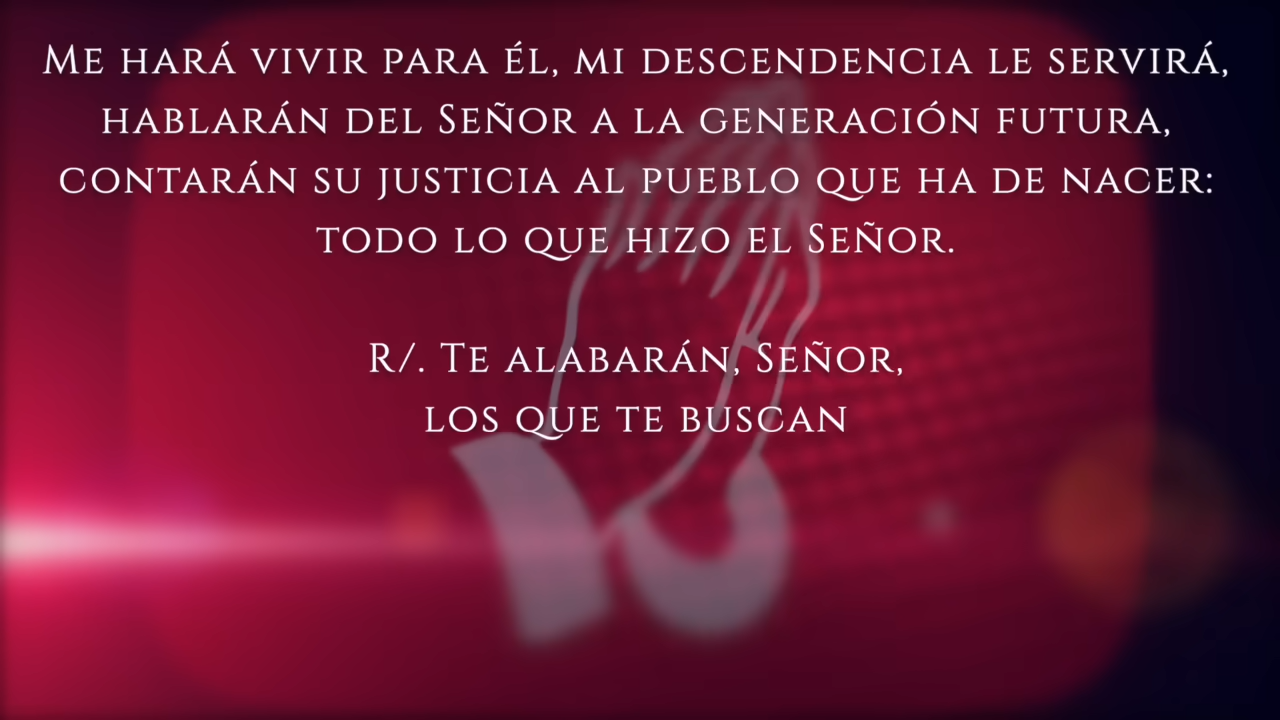 Me hará vivir para él, mi descendencia le servirá,
hablarán del Señor a la generación futura,
contarán su justicia al pueblo que ha de nacer:
todo lo que hizo el Señor.
R/. Te alabarán, Señor,
los que te buscan